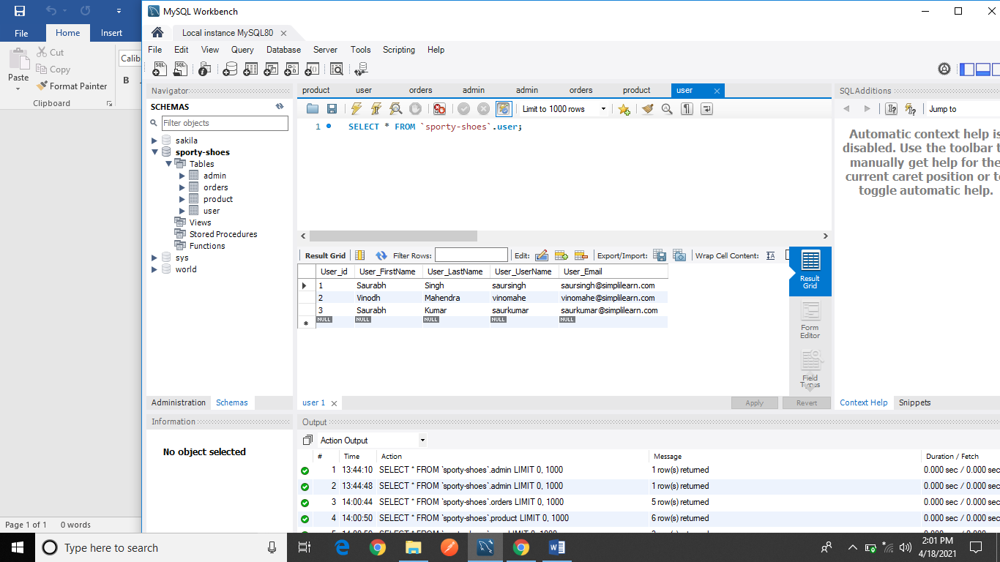 File Home Insert
Cut
Copy
Format Painter
Paste
Clipboard
Calib
B
Page 1 of 1 0 words
MySQL Workbench
Local instance MySQL80
File Edit View Query Database Server Tools Scripting Help
Navigator
SCHEMAS
Filter objects
sakila
sporty-shoes
Tables
admin
orders
product
user
Views
Stored Procedures
Functions
sys
world
Administration Schemas
Information
No object selected
product user orders admin admin orders product user
Limit to 1000 rows
1 SELECT * FROM `sporty-shoes`.user;
Result Grid Filter Rows: Edit: Export/Import: Wrap Cell Content:
User_id User_FirstName User_LastName User_UserName User_Email
1 Saurabh Singh saursingh saursingh@simplilearn.com
2 Vinodh Mahendra vinomahe vinomahe@simplilearn.com
3 Saurabh Kumar saurkumar saurkumar@simplilearn.com
NULL NULL NULL NULL NULL
Result
Grid
Form
Editor
Field
Types
user 1 Apply Revert
SQLAdditions
Jump to
Automatic context help is
disabled. Use the toolbar t
manually get help for the
current caret position or to
toggle automatic help.
Context Help Snippets
Output
Action Output
# Time Action Message Duration / Fetch
1 13:44:10 SELECT * FROM `sporty-shoes`.admin LIMIT 0, 1000 1 row(s) returned 0.000 sec / 0.000 sec
2 13:44:48 SELECT * FROM `sporty-shoes`.admin LIMIT 0, 1000 1 row(s) returned 0.000 sec / 0.000 sec
3 14:00:44 SELECT * FROM `sporty-shoes`.orders LIMIT 0, 1000 5 row(s) returned 0.000 sec / 0.000 sec
4 14:00:50 SELECT * FROM `sporty-shoes`.product LIMIT 0, 1000 6 row(s) returned 0.000 sec / 0.000 sec
Type here to search
2:01 PM
4/18/2021